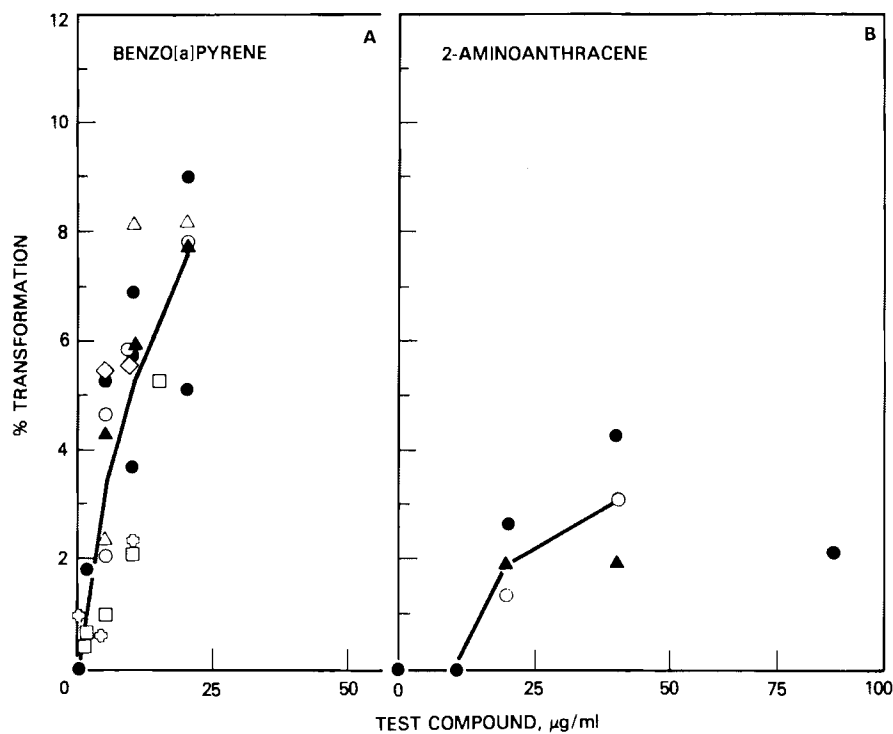 A
B
BENZO[a]PYRENE
2-AMINOANTHRACENE
% TRANSFORMATION
12
10
8
6
4
2
0
25
50
0
25
50
75
100
TEST COMPOUND, μg/ml